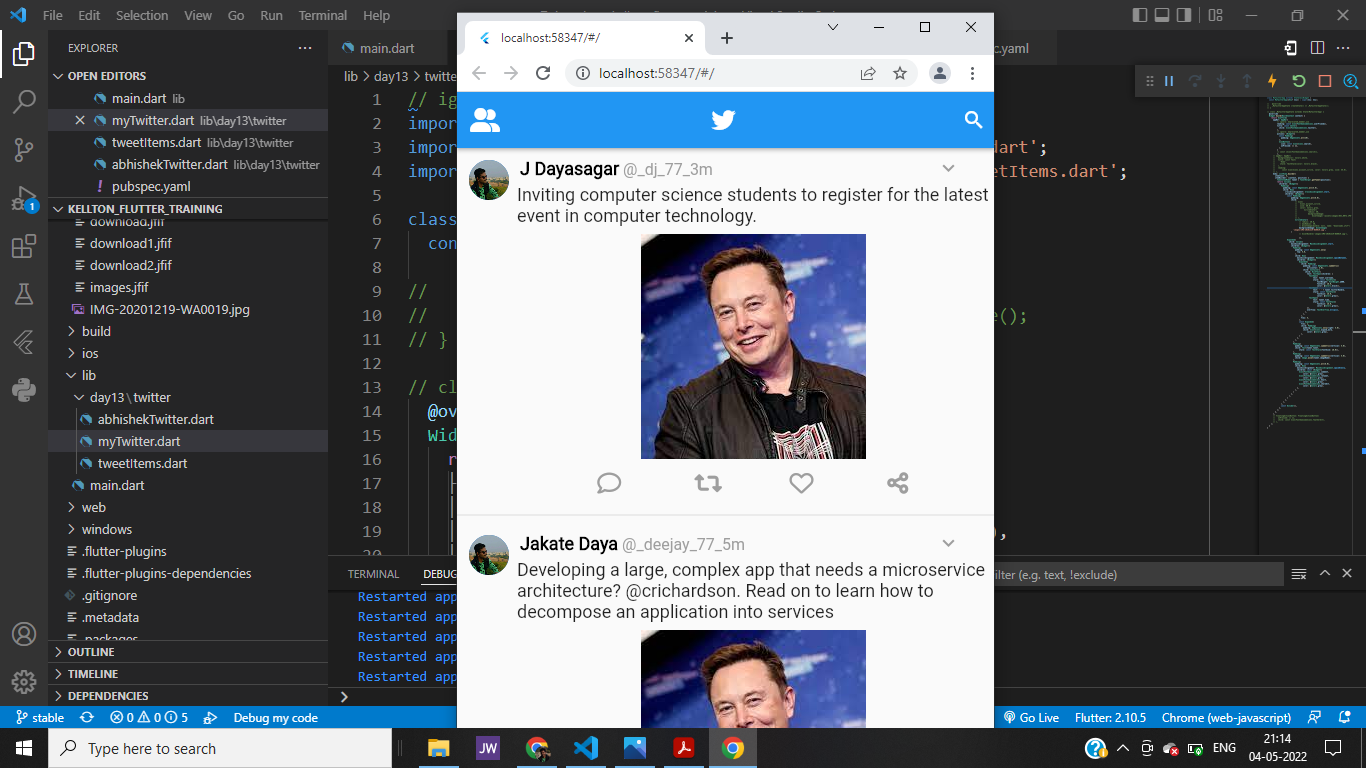 File Edit Selection View Go Run Terminal Help
EXPLORER
OPEN EDITORS
main.dart lib
myTwitter.dart lib\day13\twitter
tweetItems.dart lib\day13\twitter
abhishekTwitter.dart lib\day13\twitter
! pubspec.yaml
KELLTON_FLUTTER_TRAINING
download.jfif
download1.jfif
download2.jfif
images.jfif
IMG-20201219-WA0019.jpg
build
ios
lib
day13\twitter
abhishekTwitter.dart
myTwitter.dart
tweetItems.dart
main.dart
web
windows
.flutter-plugins
.flutter-plugins-dependencies
.gitignore
.metadata
.packages
OUTLINE
TIMELINE
DEPENDENCIES
1
main.dart
c.yaml
lib > day13 > twitte
1 // ig
2 impor
3 impor dart';
4 impor eetItems.dart';
5
6 class
7 con
8
9 //
10 // e();
11 // }
12
13 // cl
14 @ov
15 Wid
16 r
17
18
19 ),
20
TERMINAL DEBUG
ilter (e.g. text, !exclude)
Restarted app
Restarted app
Restarted app
Restarted app
Restarted app
localhost:58347/#/
localhost:58347/#/
J Dayasagar @_dj_77_3m
Inviting computer science students to register for the latest
event in computer technology.
Jakate Daya @_deejay_77_5m
Developing a large, complex app that needs a microservice
architecture? @crichardson. Read on to learn how to
decompose an application into services
stable 0 0 5 Debug my code
Go Live Flutter: 2.10.5 Chrome (web-javascript)
Type here to search
JW
ENG
21:14
04-05-2022